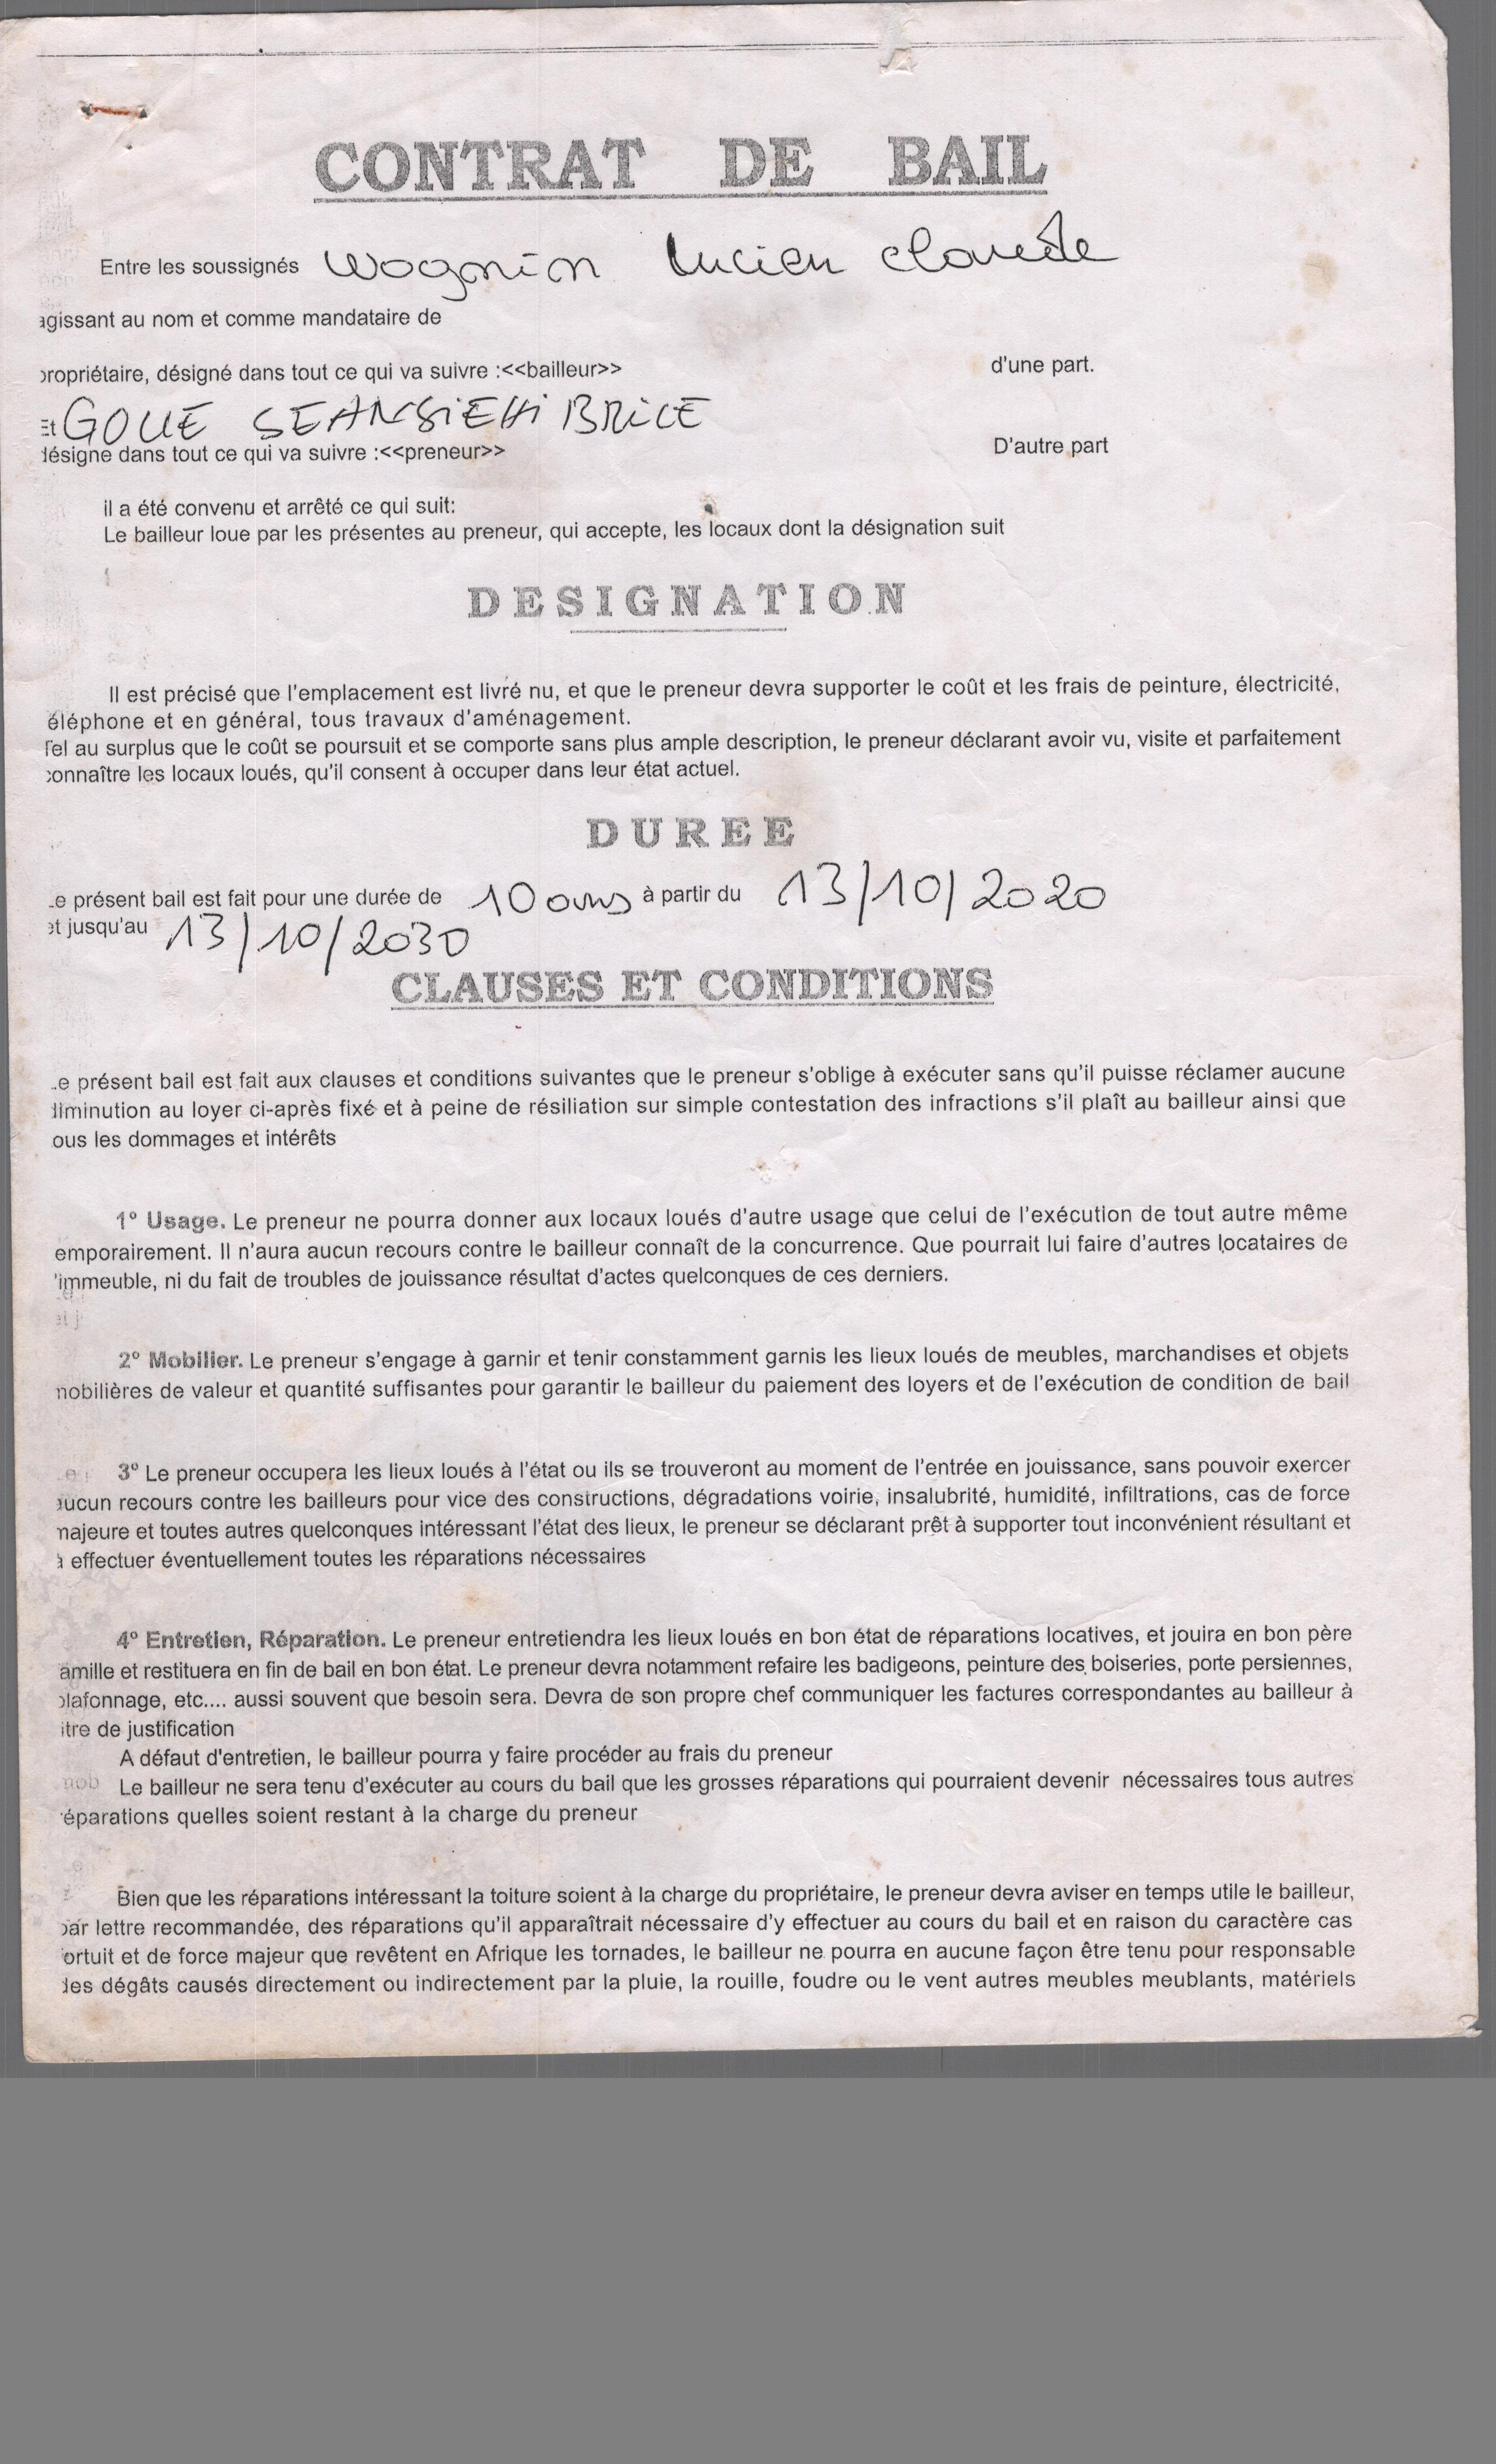 CONTRAT DE BAIL
Entre les soussignés Wognin Lucien Claude
agissant au nom et comme mandataire de
propriétaire, désigné dans tout ce qui va suivre :<<bailleur>> d'une part.
Et GOUE SEANSIEHI BRICE
désigne dans tout ce qui va suivre :<<preneur>> D'autre part
il a été convenu et arrêté ce qui suit:
Le bailleur loue par les présentes au preneur, qui accepte, les locaux dont la désignation suit
DESIGNATION
Il est précisé que l'emplacement est livré nu, et que le preneur devra supporter le coût et les frais de peinture, électricité,
éléphone et en général, tous travaux d'aménagement.
Tel au surplus que le coût se poursuit et se comporte sans plus ample description, le preneur déclarant avoir vu, visite et parfaitement
connaître les locaux loués, qu'il consent à occuper dans leur état actuel.
DUREE
Le présent bail est fait pour une durée de 10 ans à partir du 13/10/2020
et jusqu'au 13/10/2030
CLAUSES ET CONDITIONS
Le présent bail est fait aux clauses et conditions suivantes que le preneur s'oblige à exécuter sans qu'il puisse réclamer aucune
diminution au loyer ci-après fixé et à peine de résiliation sur simple contestation des infractions s'il plaît au bailleur ainsi que
ous les dommages et intérêts
1° Usage. Le preneur ne pourra donner aux locaux loués d'autre usage que celui de l'exécution de tout autre même
emporairement. Il n'aura aucun recours contre le bailleur connaît de la concurrence. Que pourrait lui faire d'autres locataires de
'immeuble, ni du fait de troubles de jouissance résultat d'actes quelconques de ces derniers.
2° Mobilier. Le preneur s'engage à garnir et tenir constamment garnis les lieux loués de meubles, marchandises et objets
mobilières de valeur et quantité suffisantes pour garantir le bailleur du paiement des loyers et de l'exécution de condition de bail
3° Le preneur occupera les lieux loués à l'état ou ils se trouveront au moment de l'entrée en jouissance, sans pouvoir exercer
aucun recours contre les bailleurs pour vice des constructions, dégradations voirie, insalubrité, humidité, infiltrations, cas de force
majeure et toutes autres quelconques intéressant l'état des lieux, le preneur se déclarant prêt à supporter tout inconvénient résultant et
à effectuer éventuellement toutes les réparations nécessaires
4° Entretien, Réparation. Le preneur entretiendra les lieux loués en bon état de réparations locatives, et jouira en bon père
amille et restituera en fin de bail en bon état. Le preneur devra notamment refaire les badigeons, peinture des boiseries, porte persiennes,
plafonnage, etc.... aussi souvent que besoin sera. Devra de son propre chef communiquer les factures correspondantes au bailleur à
itre de justification
A défaut d'entretien, le bailleur pourra y faire procéder au frais du preneur
Le bailleur ne sera tenu d'exécuter au cours du bail que les grosses réparations qui pourraient devenir nécessaires tous autres
réparations quelles soient restant à la charge du preneur
Bien que les réparations intéressant la toiture soient à la charge du propriétaire, le preneur devra aviser en temps utile le bailleur,
par lettre recommandée, des réparations qu'il apparaîtrait nécessaire d'y effectuer au cours du bail et en raison du caractère cas
ortuit et de force majeur que revêtent en Afrique les tornades, le bailleur ne pourra en aucune façon être tenu pour responsable
des dégâts causés directement ou indirectement par la pluie, la rouille, foudre ou le vent autres meubles meublants, matériels